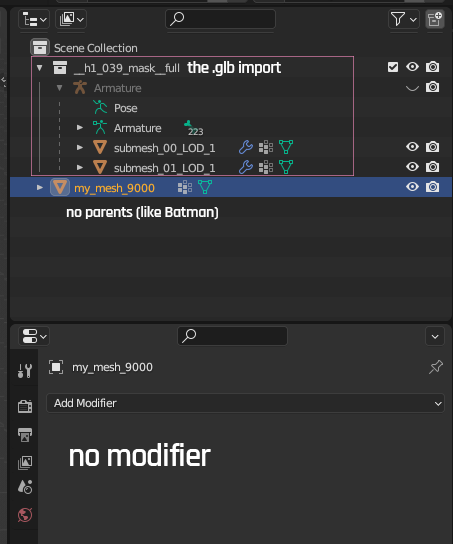 Scene Collection
__h1_039_mask__full the .glb import
Armature
Pose
Armature 223
submesh_00_LOD_1
submesh_01_LOD_1
my_mesh_9000
no parents (like Batman)
my_mesh_9000
Add Modifier
no modifier